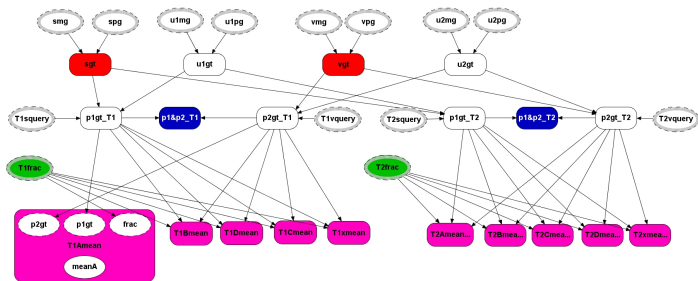 smg spg u1mg u1pg vmg vpg u2mg u2pg
sgt u1gt vgt u2gt
T1squery p1gt_T1 p1&p2_T1 p2gt_T1 T1vquery T2squery p1gt_T2 p1&p2_T2 p2gt_T2 T2vquery
T1frac T2frac
p2gt p1gt frac
T1Bmean T1Dmean T1Cmean T1xmean T2Amean... T2Bmea... T2Cmea... T2Dmea... T2xmea...
T1Amean
meanA